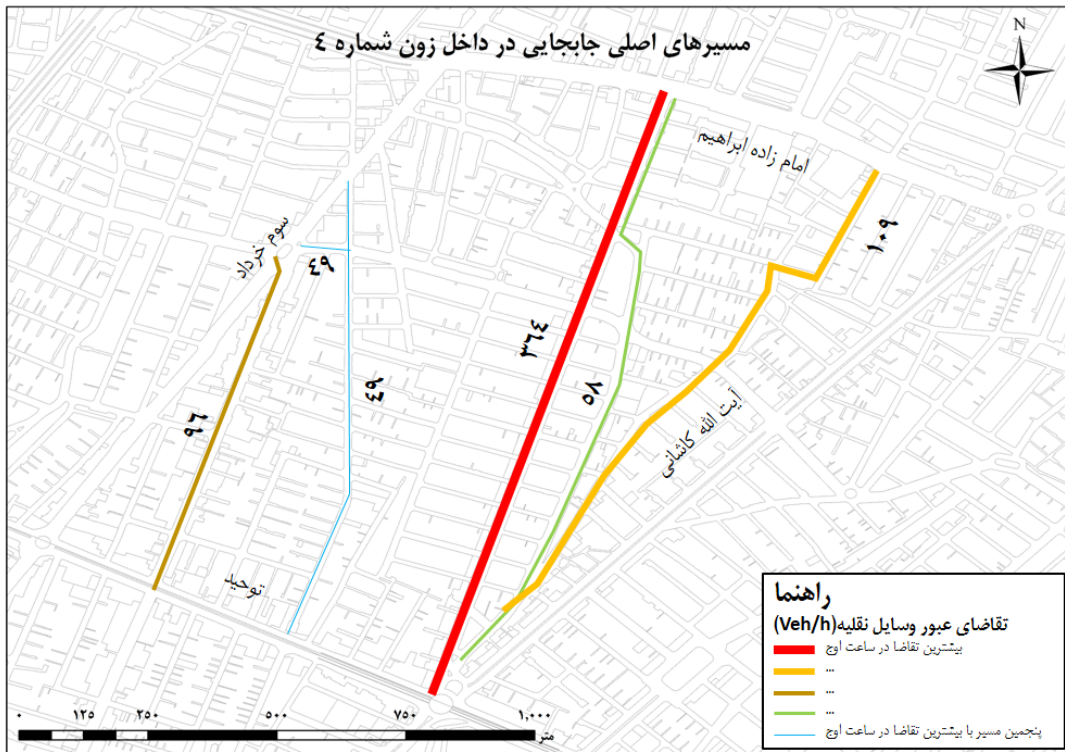 مسیرهای اصلی جابجایی در داخل زون شماره ٤
N
امام زاده ابراهیم
١٠٩
سوم خرداد
٤٩
٣٦٤
٥٨
٤٩
٩٦
آیت الله کاشانی
توحید
راهنما
تقاضای عبور وسایل نقلیه(Veh/h)
بیشترین تقاضا در ساعت اوج
...
...
...
پنجمین مسیر با بیشترین تقاضا در ساعت اوج
٠ ١٢٥ ٢٥٠ ٥٠٠ ٧٥٠ ١,٠٠٠
متر